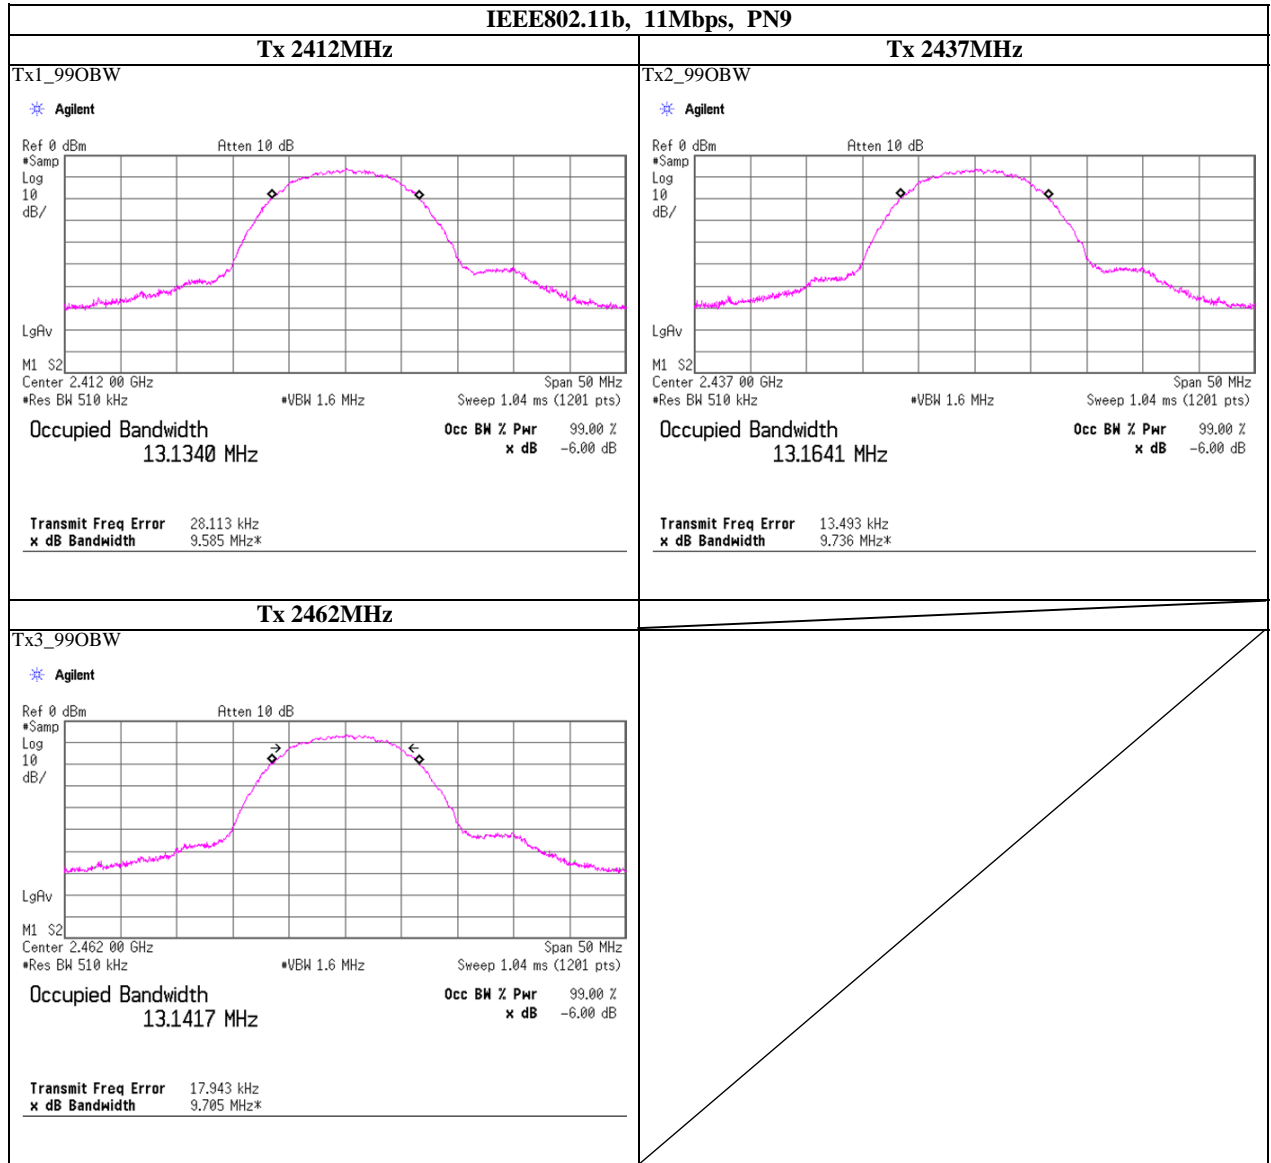 IEEE802.11b, 11Mbps, PN9
Tx 2412MHz
Tx 2437MHz
Tx1_99OBW
Agilent
Ref 0 dBm Atten 10 dB
#Samp
Log
10
dB/
LgAv
M1 S2
Center 2.412 00 GHz Span 50 MHz
#Res BW 510 kHz #VBW 1.6 MHz Sweep 1.04 ms (1201 pts)
Occupied Bandwidth Occ BW % Pwr 99.00 %
13.1340 MHz x dB -6.00 dB
Transmit Freq Error 28.113 kHz
x dB Bandwidth 9.585 MHz*
Tx2_99OBW
Agilent
Ref 0 dBm Atten 10 dB
#Samp
Log
10
dB/
LgAv
M1 S2
Center 2.437 00 GHz Span 50 MHz
#Res BW 510 kHz #VBW 1.6 MHz Sweep 1.04 ms (1201 pts)
Occupied Bandwidth Occ BW % Pwr 99.00 %
13.1641 MHz x dB -6.00 dB
Transmit Freq Error 13.493 kHz
x dB Bandwidth 9.736 MHz*
Tx 2462MHz
Tx3_99OBW
Agilent
Ref 0 dBm Atten 10 dB
#Samp
Log
10
dB/
LgAv
M1 S2
Center 2.462 00 GHz Span 50 MHz
#Res BW 510 kHz #VBW 1.6 MHz Sweep 1.04 ms (1201 pts)
Occupied Bandwidth Occ BW % Pwr 99.00 %
13.1417 MHz x dB -6.00 dB
Transmit Freq Error 17.943 kHz
x dB Bandwidth 9.705 MHz*